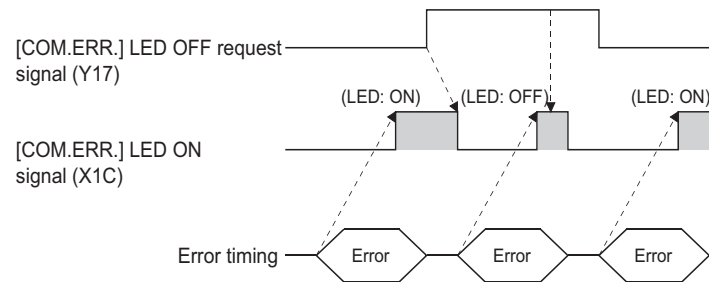 [COM.ERR.] LED OFF request
signal (Y17)
(LED: ON) (LED: OFF) (LED: ON)
[COM.ERR.] LED ON
signal (X1C)
Error timing Error Error Error